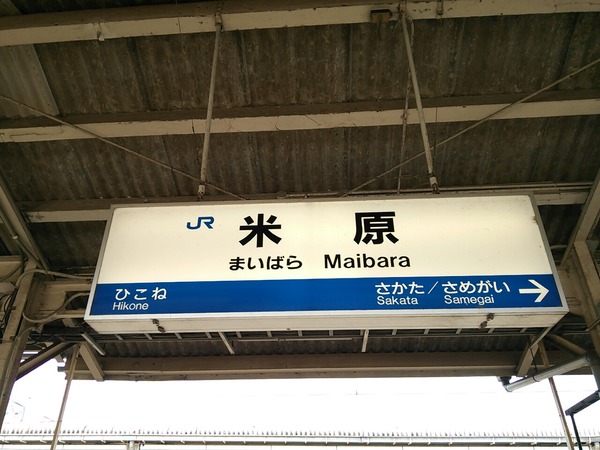 JR 米原
まいばら Maibara
ひこね さかた/さめがい →
Hikone Sakata Samegai